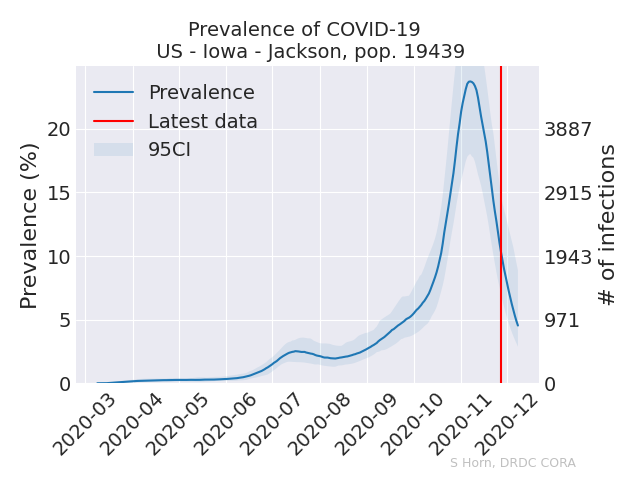 Prevalence of COVID-19
US - Iowa - Jackson, pop. 19439
Prevalence
Latest data
95CI
Prevalence (%)
20
15
10
5
0
3887
2915
1943
971
0
# of infections
2020-03
2020-04
2020-05
2020-06
2020-07
2020-08
2020-09
2020-10
2020-11
2020-12
S Horn, DRDC CORA